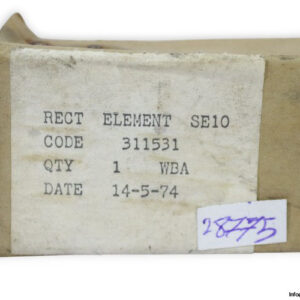 RECT ELEMENT SE10
CODE 311531
QTY 1 WBA
DATE 14-5-74
28775